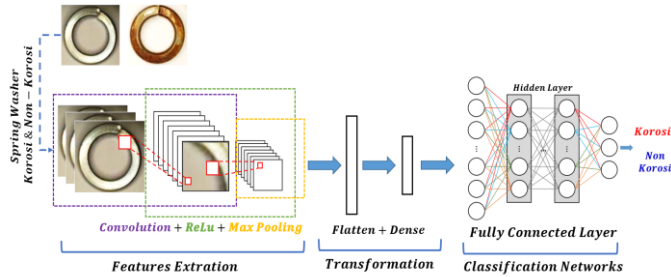 Spring Washer
Korosi & Non - Korosi
Convolution + ReLu + Max Pooling
Features Extration
Flatten + Dense
Transformation
Hidden Layer
Korosi
Non
Korosi
Fully Connected Layer
Classification Networks